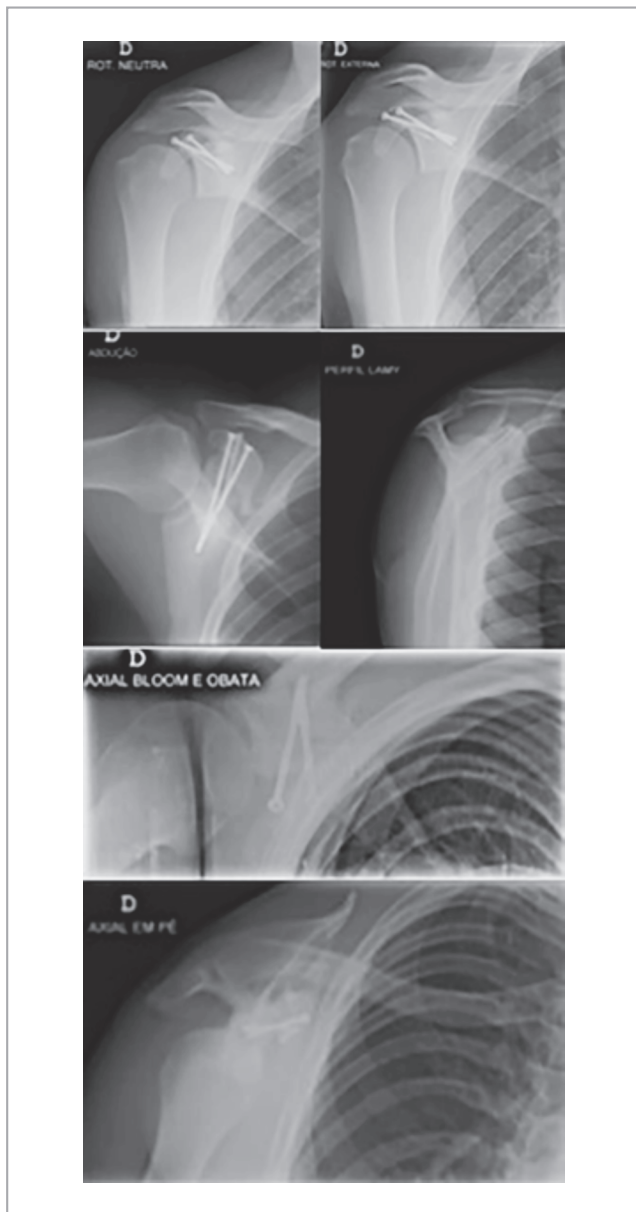 D
ROT. NEUTRA
D
ROT. EXTERNA
D
ABDUÇÃO
D
PERFIL LAMY
D
AXIAL BLOOM E OBATA
D
AXIAL EM PÉ